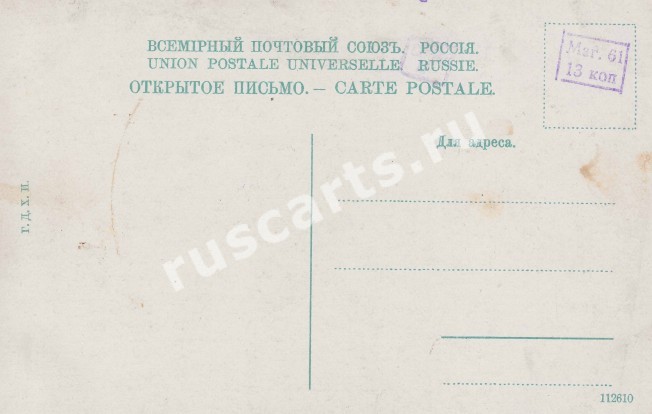 ВСЕМІРНЫЙ ПОЧТОВЫЙ СОЮЗЪ. РОССІЯ.
UNION POSTALE UNIVERSELLE. RUSSIE.
ОТКРЫТОЕ ПИСЬМО. — CARTE POSTALE.
Маг. 61
13 коп
Для адреса.
Г. Д. Х. И.
ruscarts.ru
112610